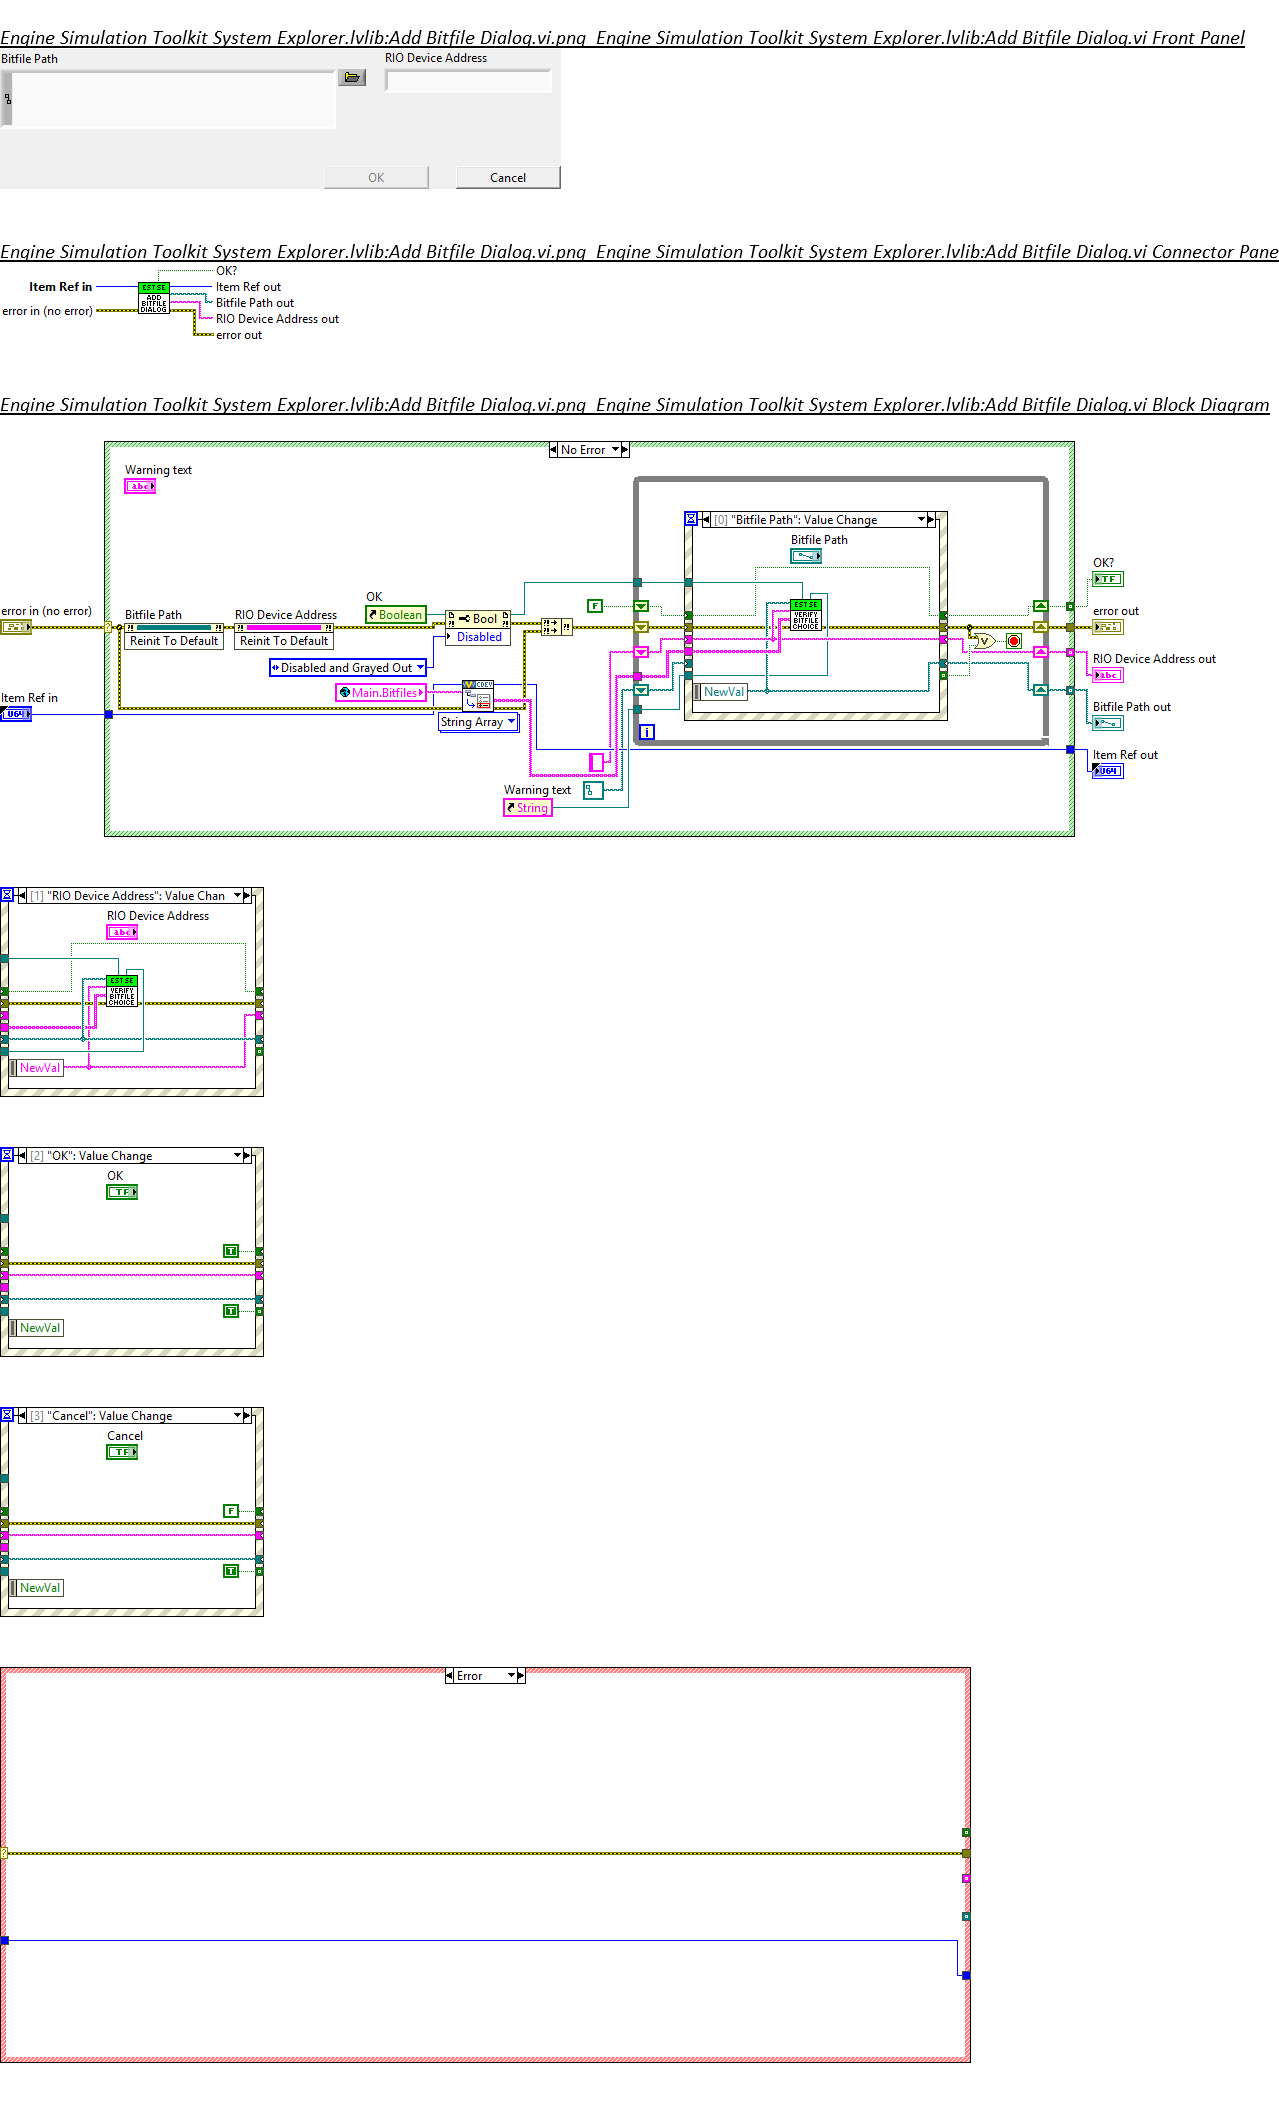 Engine Simulation Toolkit System Explorer.lvlib:Add Bitfile Dialog.vi.png  Engine Simulation Toolkit System Explorer.lvlib:Add Bitfile Dialog.vi Front Panel
Bitfile Path
RIO Device Address
OK
Cancel
Engine Simulation Toolkit System Explorer.lvlib:Add Bitfile Dialog.vi.png  Engine Simulation Toolkit System Explorer.lvlib:Add Bitfile Dialog.vi Connector Pane
OK?
Item Ref in
EST SE
Item Ref out
ADD
BITFILE
DIALOG
Bitfile Path out
error in (no error)
RIO Device Address out
error out
Engine Simulation Toolkit System Explorer.lvlib:Add Bitfile Dialog.vi.png  Engine Simulation Toolkit System Explorer.lvlib:Add Bitfile Dialog.vi Block Diagram
No Error
Warning text
abc
[0] "Bitfile Path": Value Change
Bitfile Path
OK?
TF
error in (no error)
Bitfile Path
RIO Device Address
OK
Boolean
Bool
F
EST SE
VERIFY
BITFILE
CHOICE
error out
Reinit To Default
Reinit To Default
Disabled
V
Disabled and Grayed Out
RIO Device Address out
abc
Item Ref in
U64
Main.Bitfiles
CDEV
NewVal
String Array
Bitfile Path out
i
Item Ref out
U64
Warning text
String
[1] "RIO Device Address": Value Chan
RIO Device Address
abc
EST SE
VERIFY
BITFILE
CHOICE
NewVal
[2] "OK": Value Change
OK
TF
T
T
NewVal
[3] "Cancel": Value Change
Cancel
TF
F
T
NewVal
Error